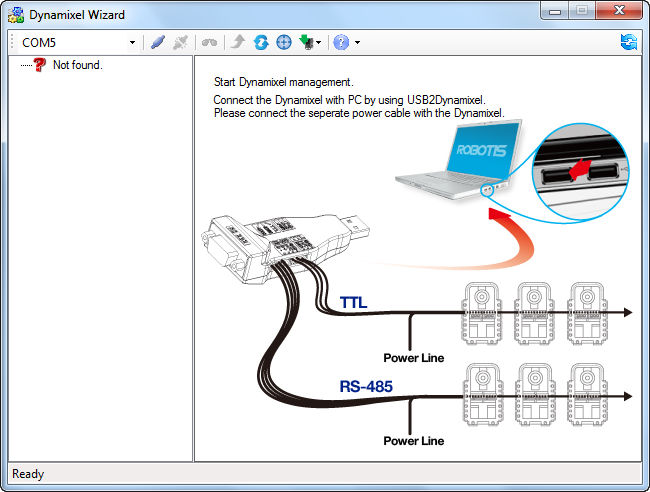 Dynamixel Wizard
COM5
Not found.
Start Dynamixel management.
Connect the Dynamixel with PC by using USB2Dynamixel.
Please connect the seperate power cable with the Dynamixel.
ROBOTIS
TTL
Power Line
RS-485
Power Line
Ready